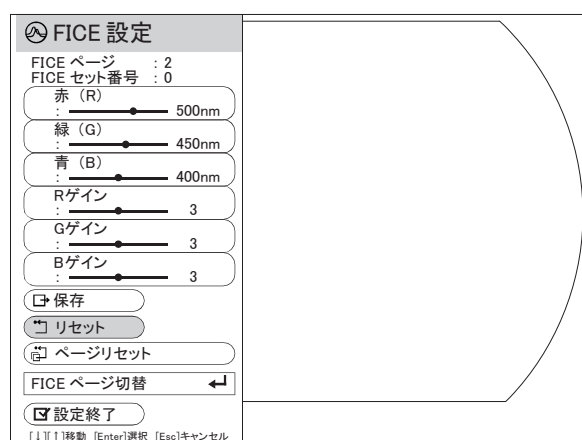 FICE 設定
FICE ページ : 2
FICE セット番号 : 0
赤（R）
: 500nm
緑（G）
: 450nm
青（B）
: 400nm
Rゲイン
: 3
Gゲイン
: 3
Bゲイン
: 3
保存
リセット
ページリセット
FICE ページ切替
設定終了
[↓][↑]移動 [Enter]選択 [Esc]キャンセル